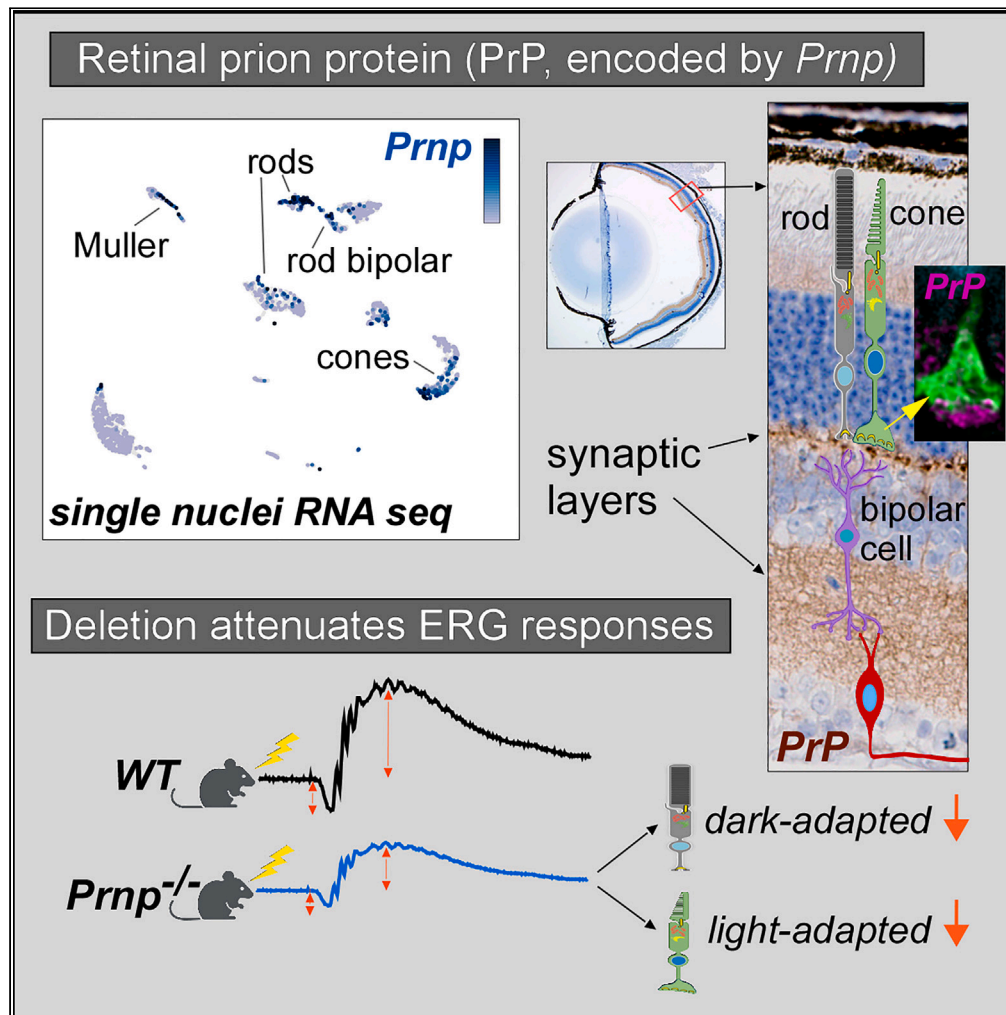 Retinal prion protein (PrP, encoded by Prnp)
Prnp
rods
Muller
rod bipolar
cones
single nuclei RNA seq
rod
cone
PrP
synaptic
layers
bipolar
cell
PrP
Deletion attenuates ERG responses
WT
Prnp-/-
dark-adapted
light-adapted